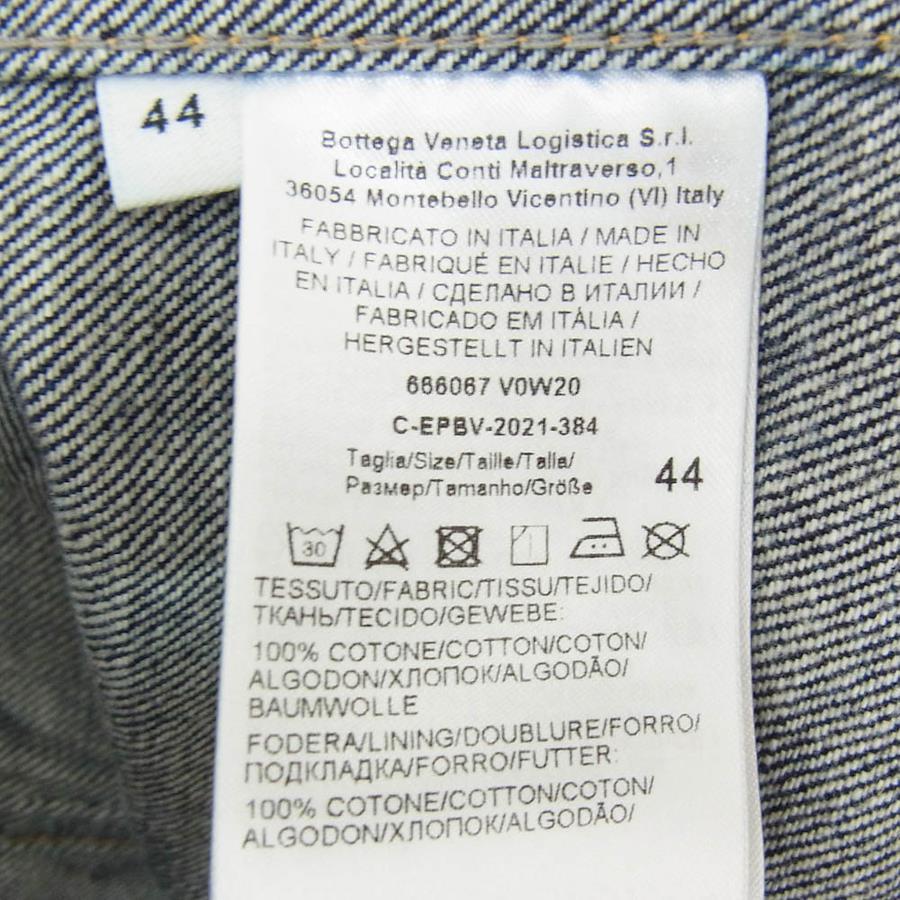 44
Bottega Veneta Logistica S.r.l.
Località Conti Maltraverso,1
36054 Montebello Vicentino (VI) Italy
FABBRICATO IN ITALIA / MADE IN
ITALY / FABRIQUÉ EN ITALIE / HECHO
EN ITALIA / СДЕЛАНО В ИТАЛИИ /
FABRICADO EM ITÁLIA /
HERGESTELLT IN ITALIEN
666067 V0W20
C-EPBV-2021-384
Taglia/Size/Taille/Talla/
Размер/Tamanho/Größe 44
30
TESSUTO/FABRIC/TISSU/TEJIDO/
ТКАНЬ/TECIDO/GEWEBE:
100% COTONE/COTTON/COTON/
ALGODON/ХЛОПОК/ALGODÃO/
BAUMWOLLE
FODERA/LINING/DOUBLURE/FORRO/
ПОДКЛАДКА/FORRO/FUTTER:
100% COTONE/COTTON/COTON/
ALGODON/ХЛОПОК/ALGODÃO/